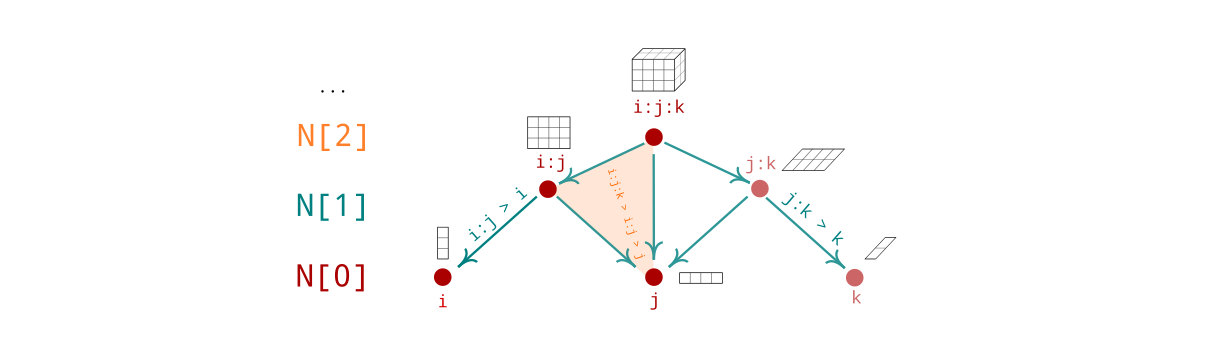 ...
N[2]
N[1]
N[0]
i:j:k
i:j
j:k
i:j > i
i:j:k > i:j > j
j:k > k
i
j
k